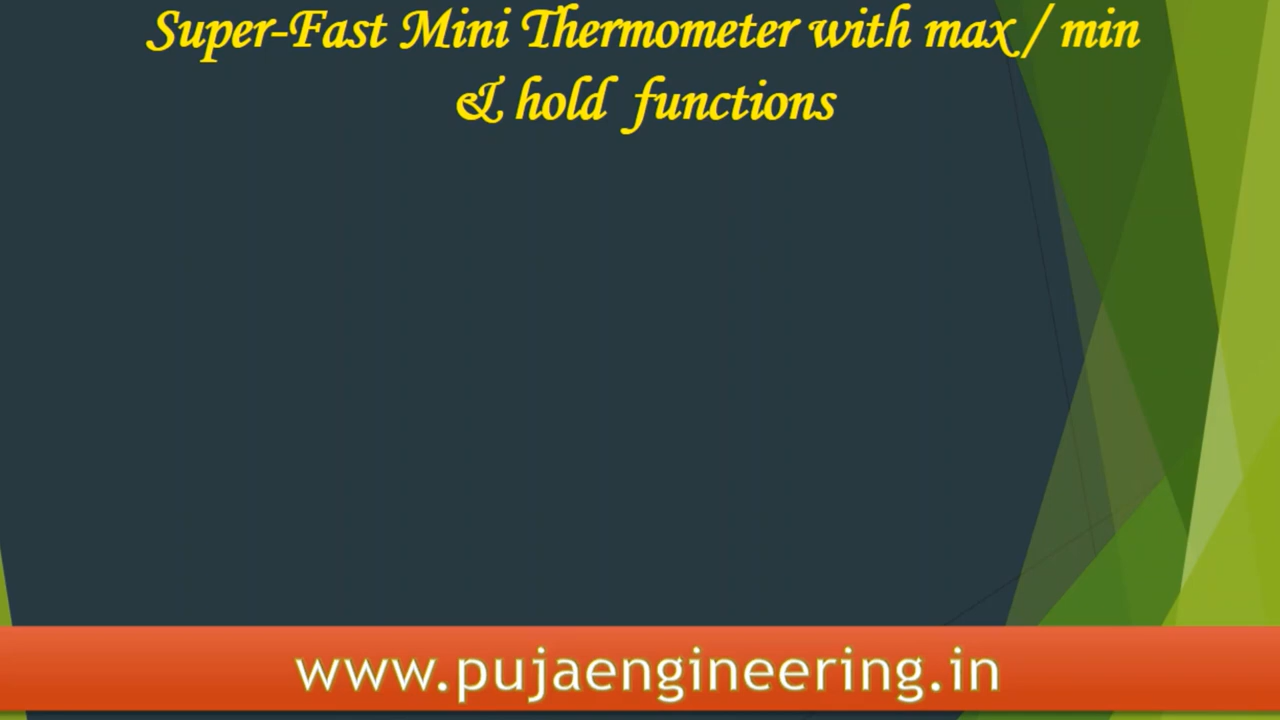 Super-Fast Mini Thermometer with max / min
& hold functions
www.pujaengineering.in